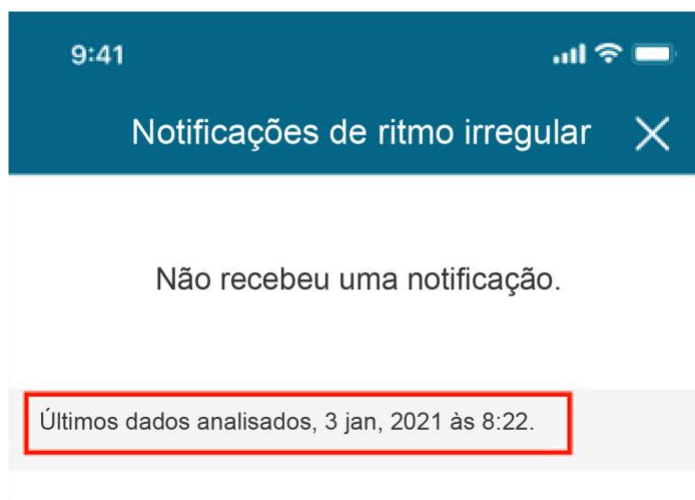 9:41
Notificações de ritmo irregular
Não recebeu uma notificação.
Últimos dados analisados, 3 jan, 2021 às 8:22.